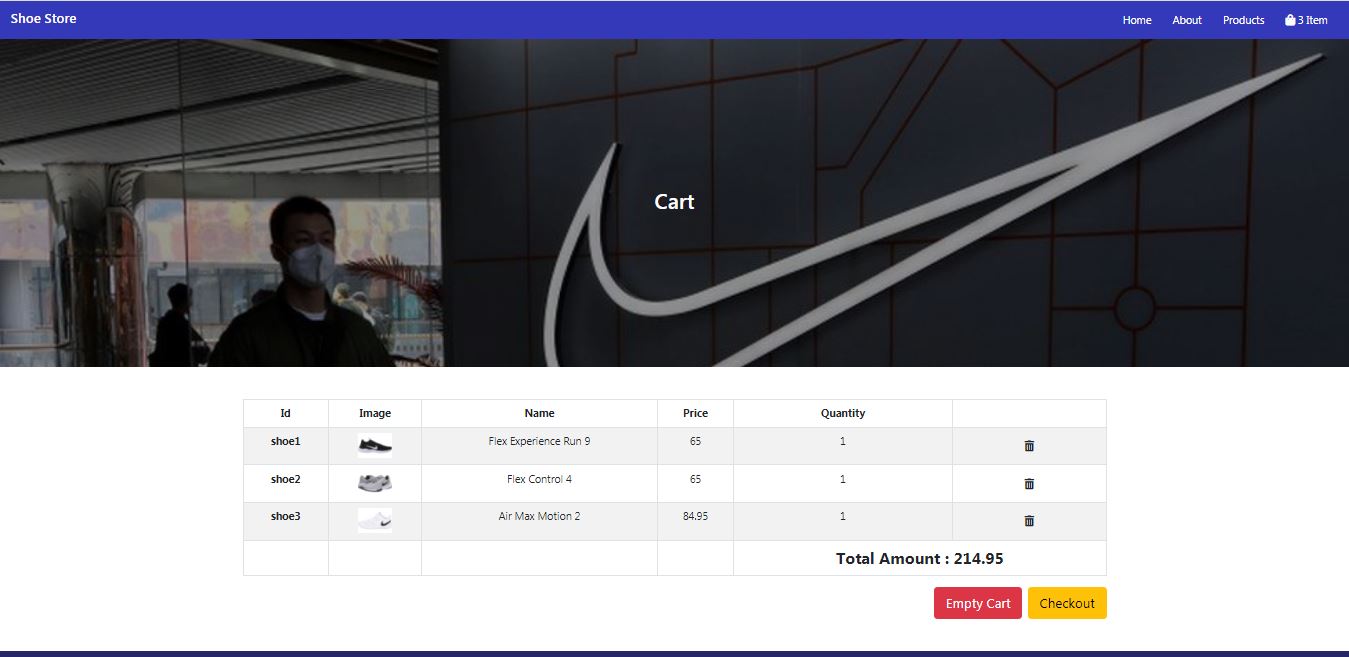 Shoe Store Home About Products 3 Item
Cart
Id Image Name Price Quantity
shoe1 Flex Experience Run 9 65 1
shoe2 Flex Control 4 65 1
shoe3 Air Max Motion 2 84.95 1
Total Amount : 214.95
Empty Cart Checkout